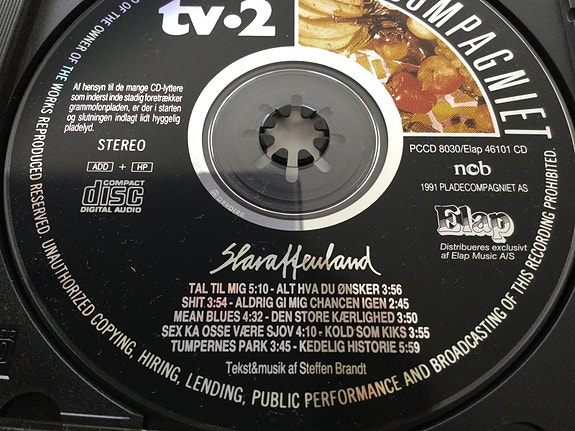 tv·2
COMPAGNIET
Af hensyn til de mange CD-lyttere
som inderst inde stadig foretrækker
grammofonpladen, er der i starten
og slutningen indlagt lidt hyggelig
pladelyd.
STEREO
ADD + HP
COMPACT
disc
DIGITAL AUDIO
PCCD 8030/Elap 46101 CD
ncb
1991 PLADECOMPAGNIET AS
Elap
Distribueres exclusivt
af Elap Music A/S
Slaraffenland
TAL TIL MIG 5:10 - ALT HVA DU ØNSKER 3:56
SHIT 3:54 - ALDRIG GI MIG CHANCEN IGEN 2:45
MEAN BLUES 4:32 - DEN STORE KÆRLIGHED 3:50
SEX KA OSSE VÆRE SJOV 4:10 - KOLD SOM KIKS 3:55
TUMPERNES PARK 3:45 - KEDELIG HISTORIE 5:59
Tekst&musik af Steffen Brandt
OF THE OWNER OF THE WORKS REPRODUCED RESERVED. UNAUTHORIZED COPYING, HIRING, LENDING, PUBLIC PERFORMANCE AND BROADCASTING OF THIS RECORDING PROHIBITED.